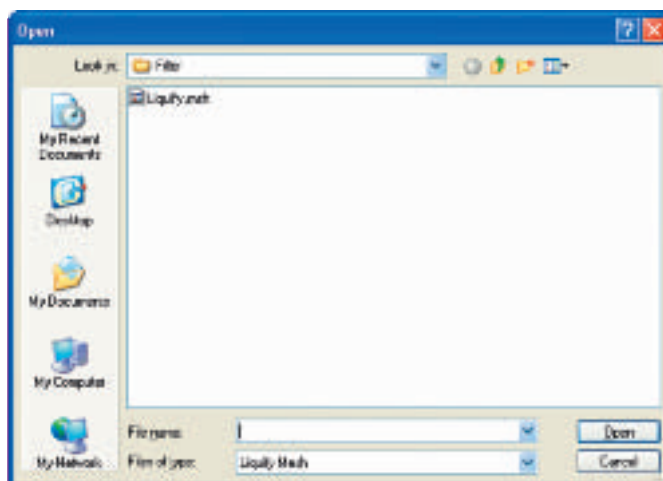 Open
Look in:
Filter
Liquify.msh
My Recent
Documents
Desktop
My Documents
My Computer
My Network
File name:
Open
Files of type:
Liquify Mesh
Cancel